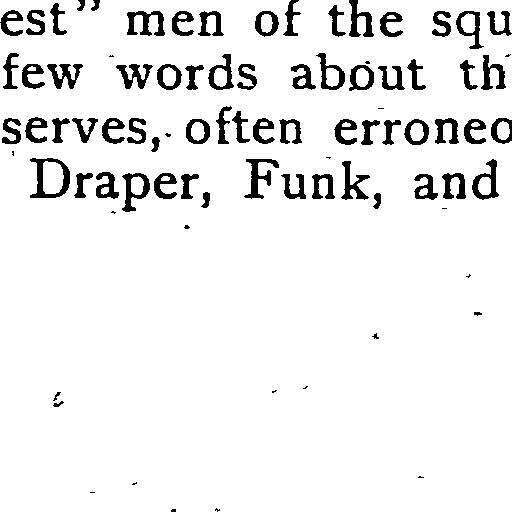 est” men of the squ
few words about th
serves, often erroneo
Draper, Funk, and